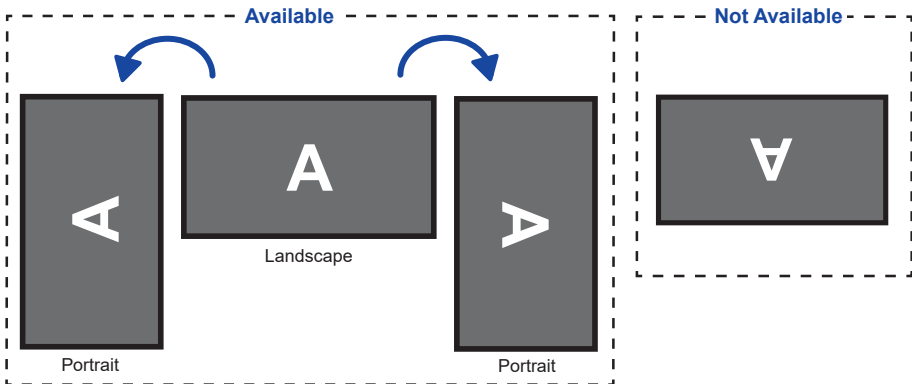 Available
Not Available
A
A
A
A
Landscape
Portrait
Portrait